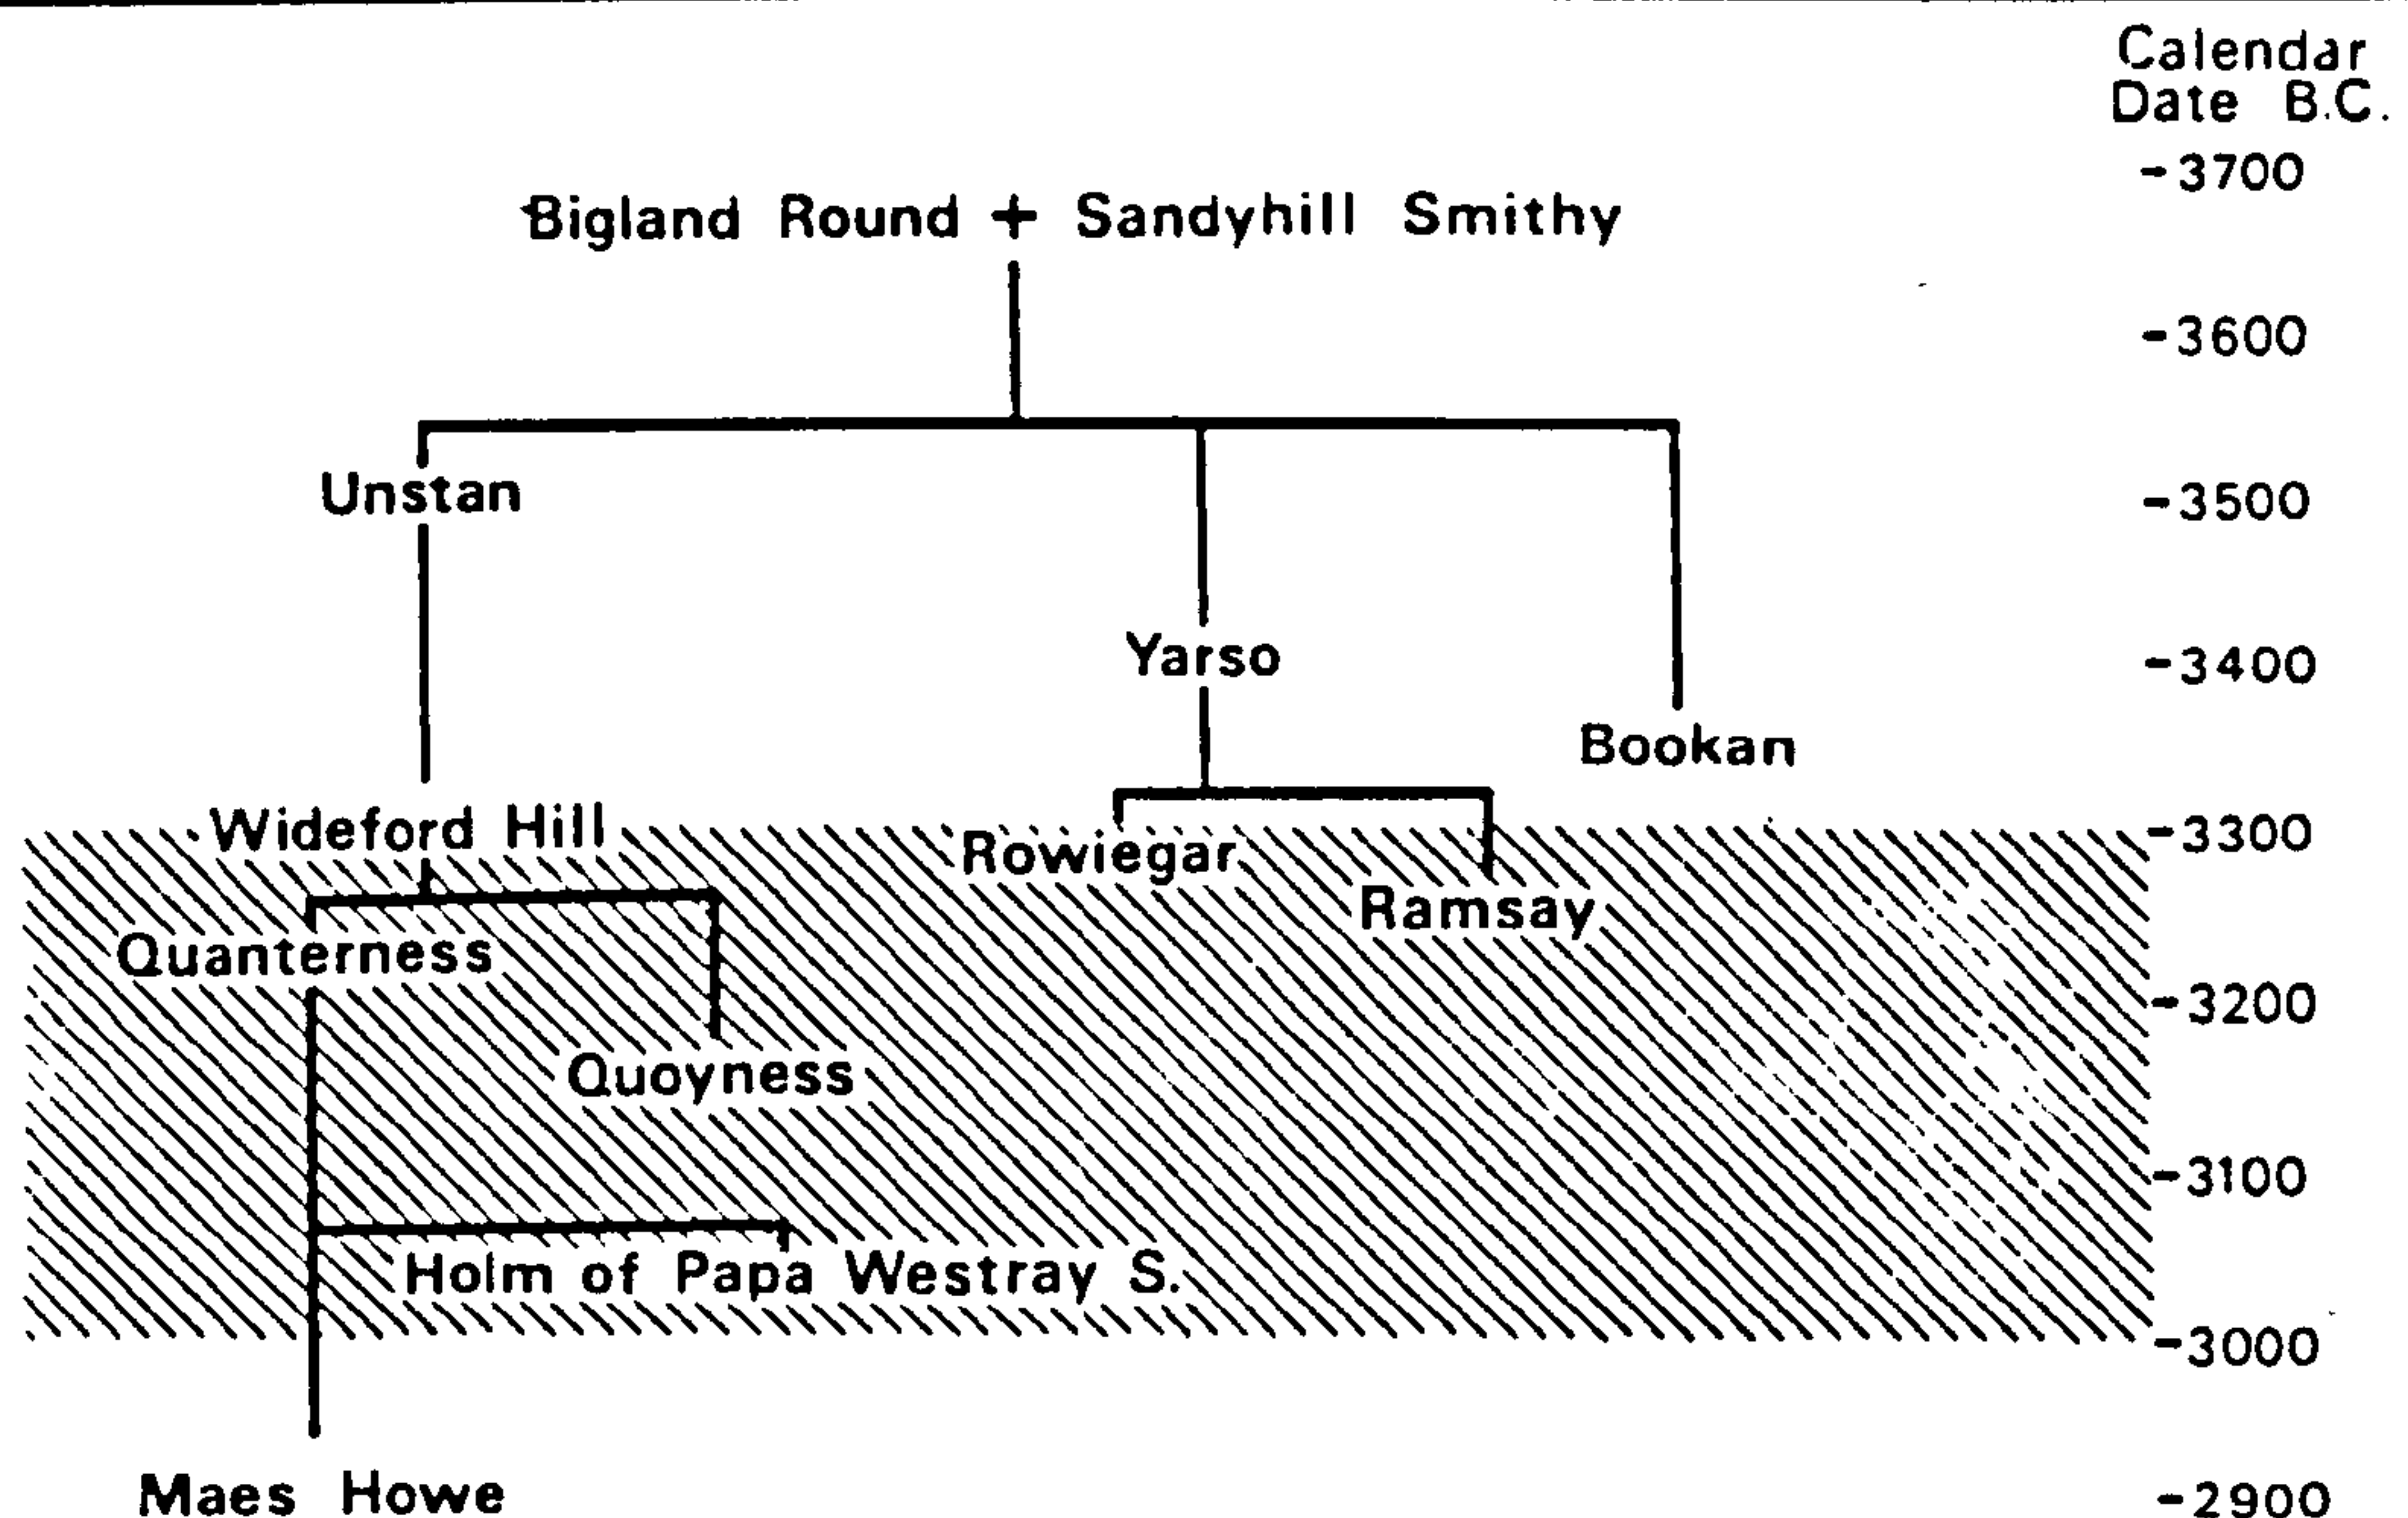 Calendar
Date B.C.
-3700
Bigland Round + Sandyhill Smithy
-3600
Unstan
-3500
Yarso
-3400
Bookan
Wideford Hill
-3300
Rowiegar
Ramsay
Quanterness
-3200
Quoyness
-3100
Holm of Papa Westray S.
-3000
Maes Howe
-2900